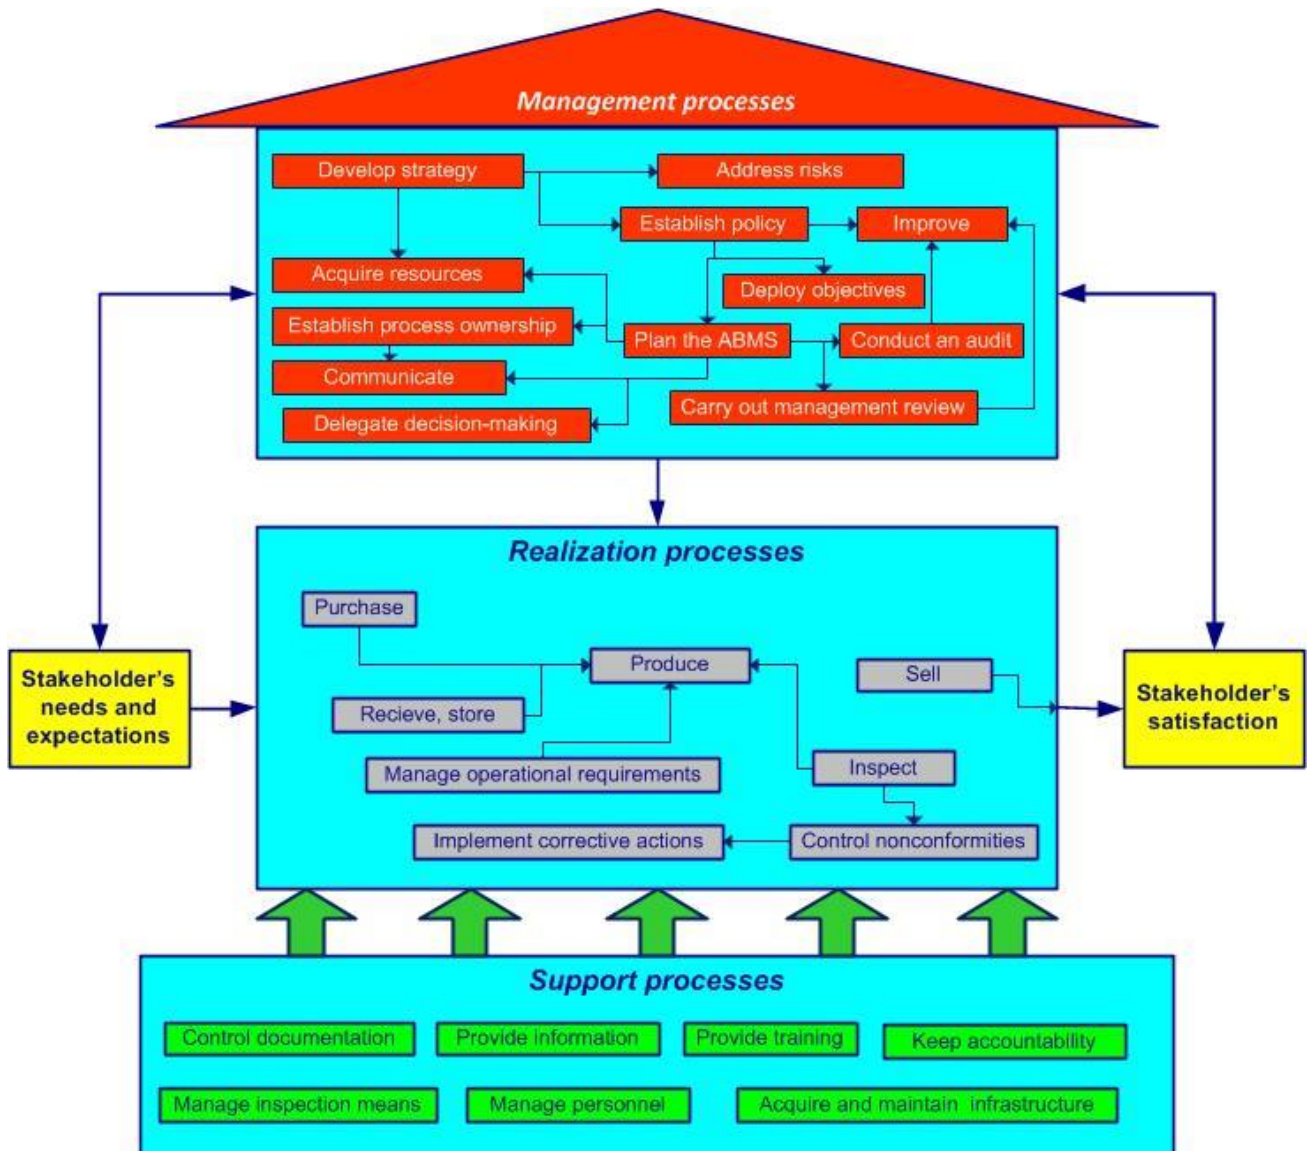 Management processes
Develop strategy
Address risks
Establish policy
Improve
Acquire resources
Deploy objectives
Establish process ownership
Plan the ABMS
Conduct an audit
Communicate
Carry out management review
Delegate decision-making
Realization processes
Purchase
Produce
Sell
Stakeholder's
needs and
expectations
Stakeholder's
satisfaction
Recieve, store
Manage operational requirements
Inspect
Implement corrective actions
Control nonconformities
Support processes
Control documentation
Provide information
Provide training
Keep accountability
Manage inspection means
Manage personnel
Acquire and maintain infrastructure